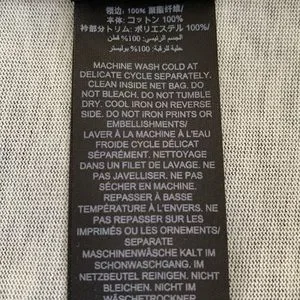 领边: 100% 聚酯纤维/
本体: コットン 100%
衿部分トリム: ポリエステル 100%/
الجسم الرئيسي: 100% قطن
حلية للرقبة: 100% بوليستر
MACHINE WASH COLD AT
DELICATE CYCLE SEPARATELY.
CLEAN INSIDE NET BAG. DO
NOT BLEACH. DO NOT TUMBLE
DRY. COOL IRON ON REVERSE
SIDE. DO NOT IRON PRINTS OR
EMBELLISHMENTS/
LAVER À LA MACHINE À L'EAU
FROIDE CYCLE DÉLICAT
SÉPARÉMENT. NETTOYAGE
DANS UN FILET DE LAVAGE. NE
PAS JAVELLISER. NE PAS
SÉCHER EN MACHINE.
REPASSER À BASSE
TEMPÉRATURE À L'ENVERS. NE
PAS REPASSER SUR LES
IMPRIMÉS OU LES ORNEMENTS/
SEPARATE
MASCHINENWÄSCHE KALT IM
SCHONWASCHGANG. IM
NETZBEUTEL REINIGEN. NICHT
BLEICHEN. NICHT IM
WÄSCHETROCKNER